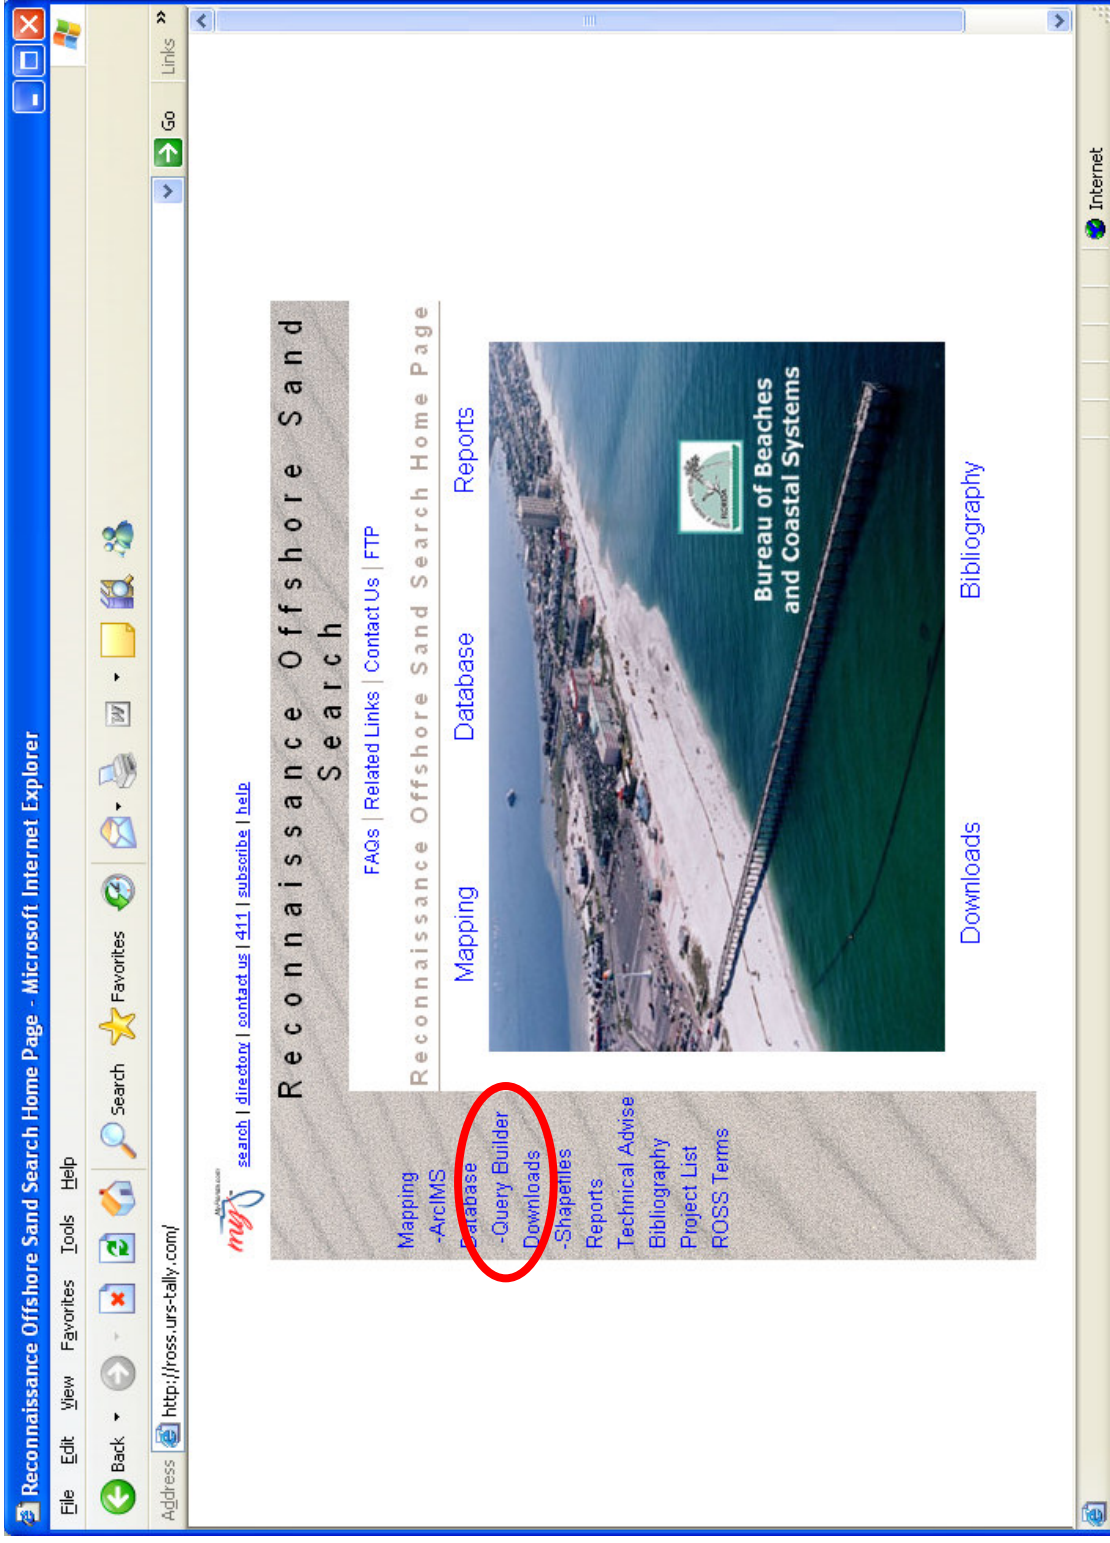 Reconnaissance Offshore Sand Search Home Page - Microsoft Internet Explorer
File Edit View Favorites Tools Help
Back Search Favorites
Address http://ross.urs-tally.com/ Go Links
search | directory | contact us | 411 | subscribe | help
Reconnaissance Offshore Sand
Search
FAQs | Related Links | Contact Us | FTP
Reconnaissance Offshore Sand Search Home Page
Mapping
-ArcIMS
Database
-Query Builder
Downloads
-Shapefiles
Reports
Technical Advise
Bibliography
Project List
ROSS Terms
Mapping Database Reports
FLORIDA
Bureau of Beaches
and Coastal Systems
Downloads Bibliography
Internet